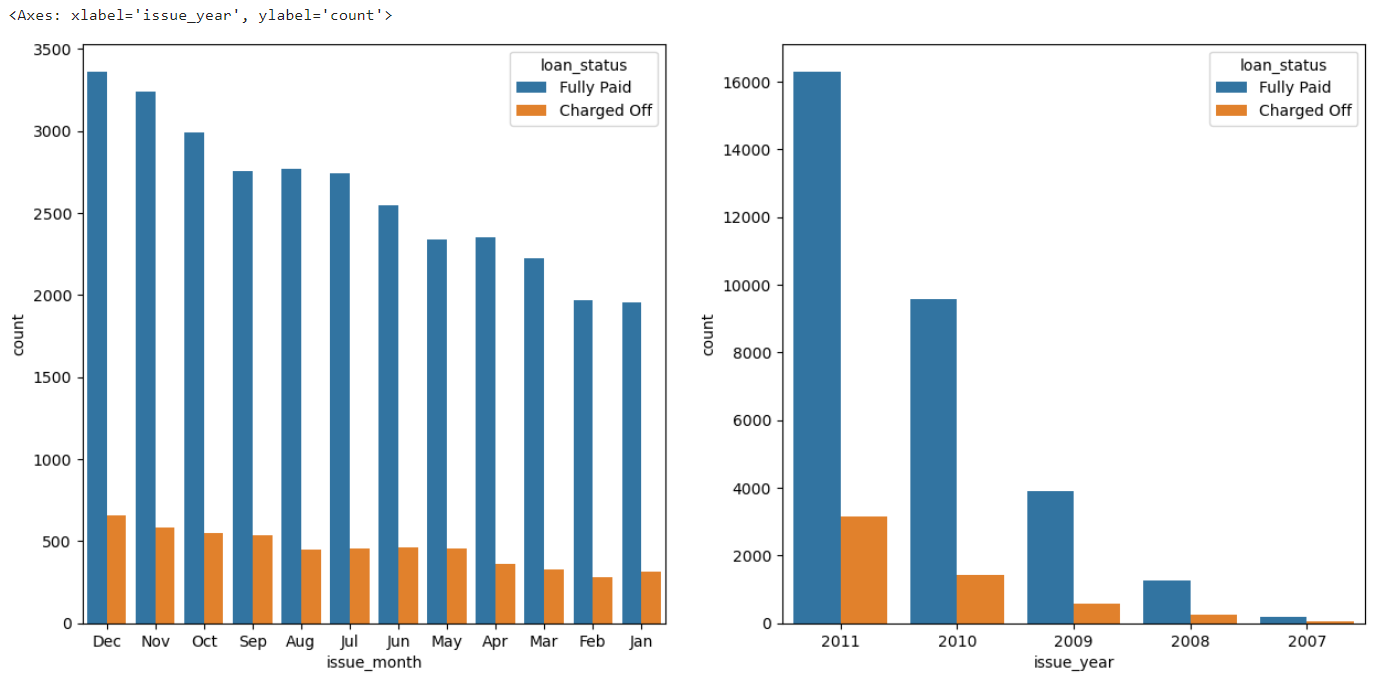 <Axes: xlabel='issue_year', ylabel='count'>
3500
3000
2500
2000
1500
1000
500
0
count
loan_status
Fully Paid
Charged Off
Dec Nov Oct Sep Aug Jul Jun May Apr Mar Feb Jan
issue_month
16000
14000
12000
10000
8000
6000
4000
2000
0
count
loan_status
Fully Paid
Charged Off
2011 2010 2009 2008 2007
issue_year